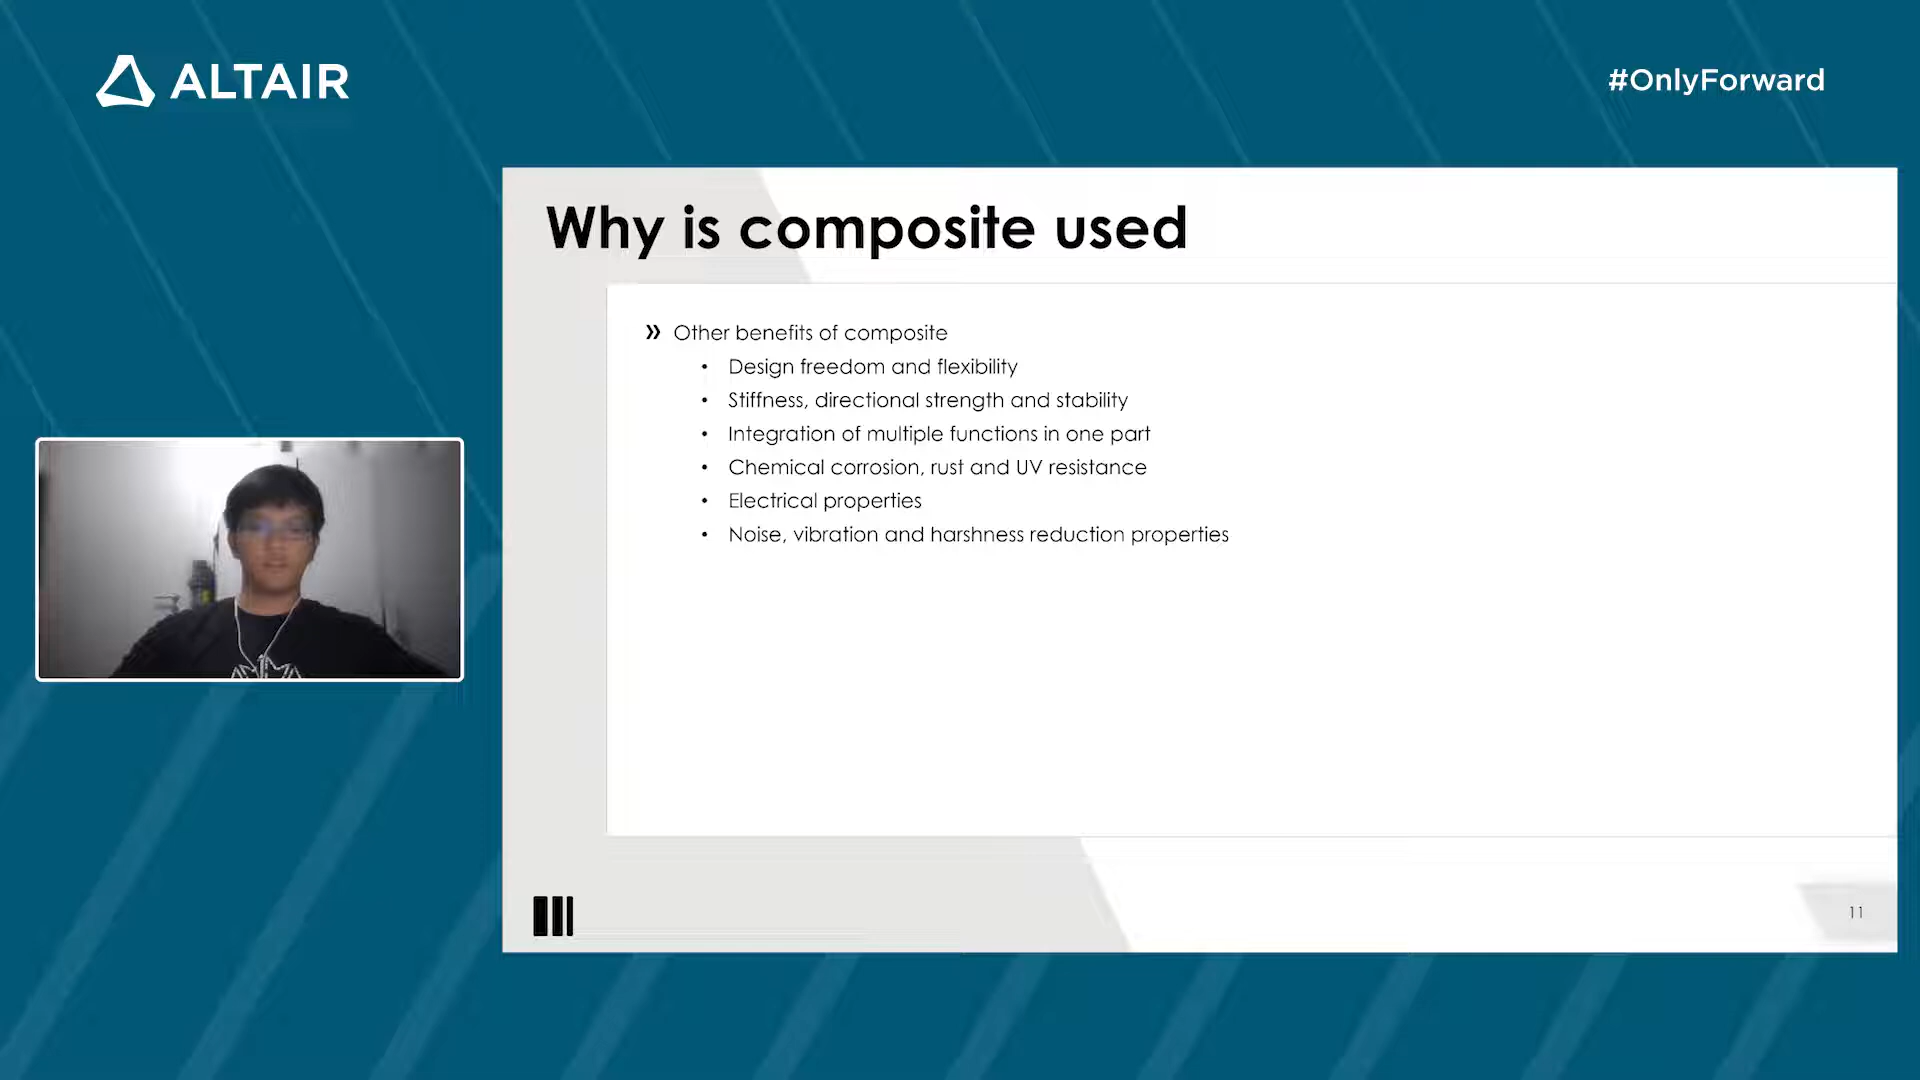 ALTAIR
#OnlyForward
Why is composite used
» Other benefits of composite
• Design freedom and flexibility
• Stiffness, directional strength and stability
• Integration of multiple functions in one part
• Chemical corrosion, rust and UV resistance
• Electrical properties
• Noise, vibration and harshness reduction properties
11